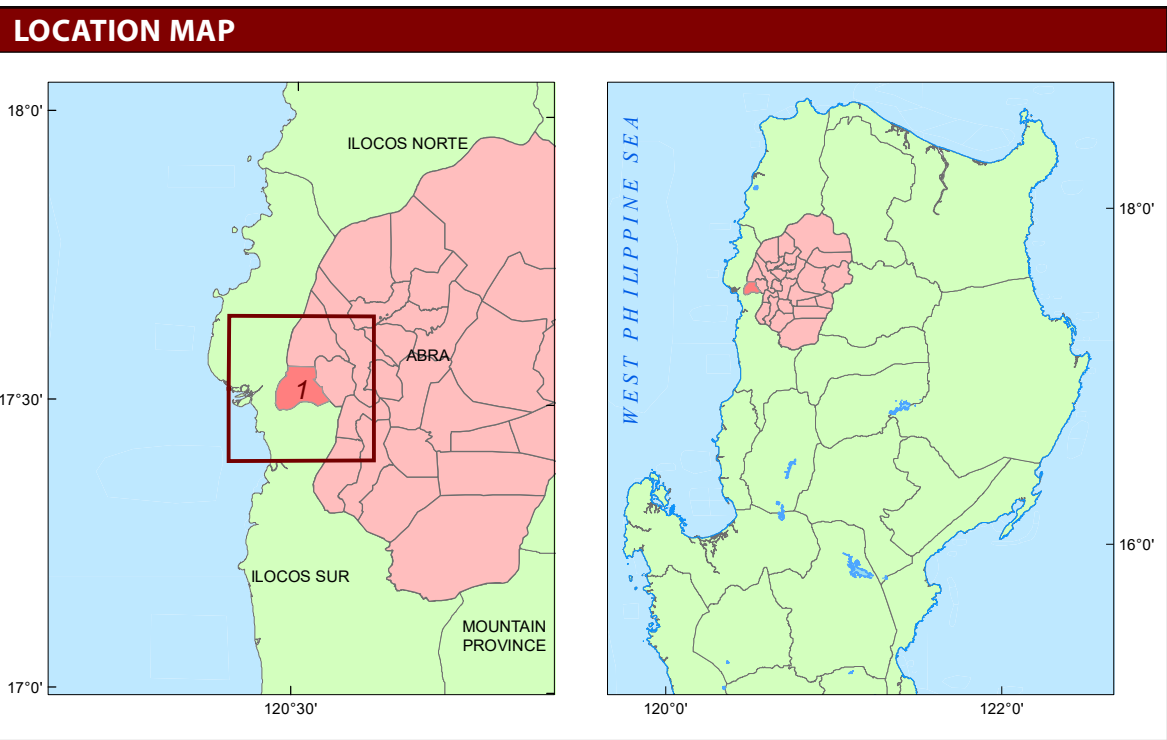 LOCATION MAP
18°0'
ILOCOS NORTE
ABRA
1
17°30'
ILOCOS SUR
MOUNTAIN
PROVINCE
17°0'
120°30'
WEST PHILIPPINE SEA
18°0'
16°0'
120°0'
122°0'